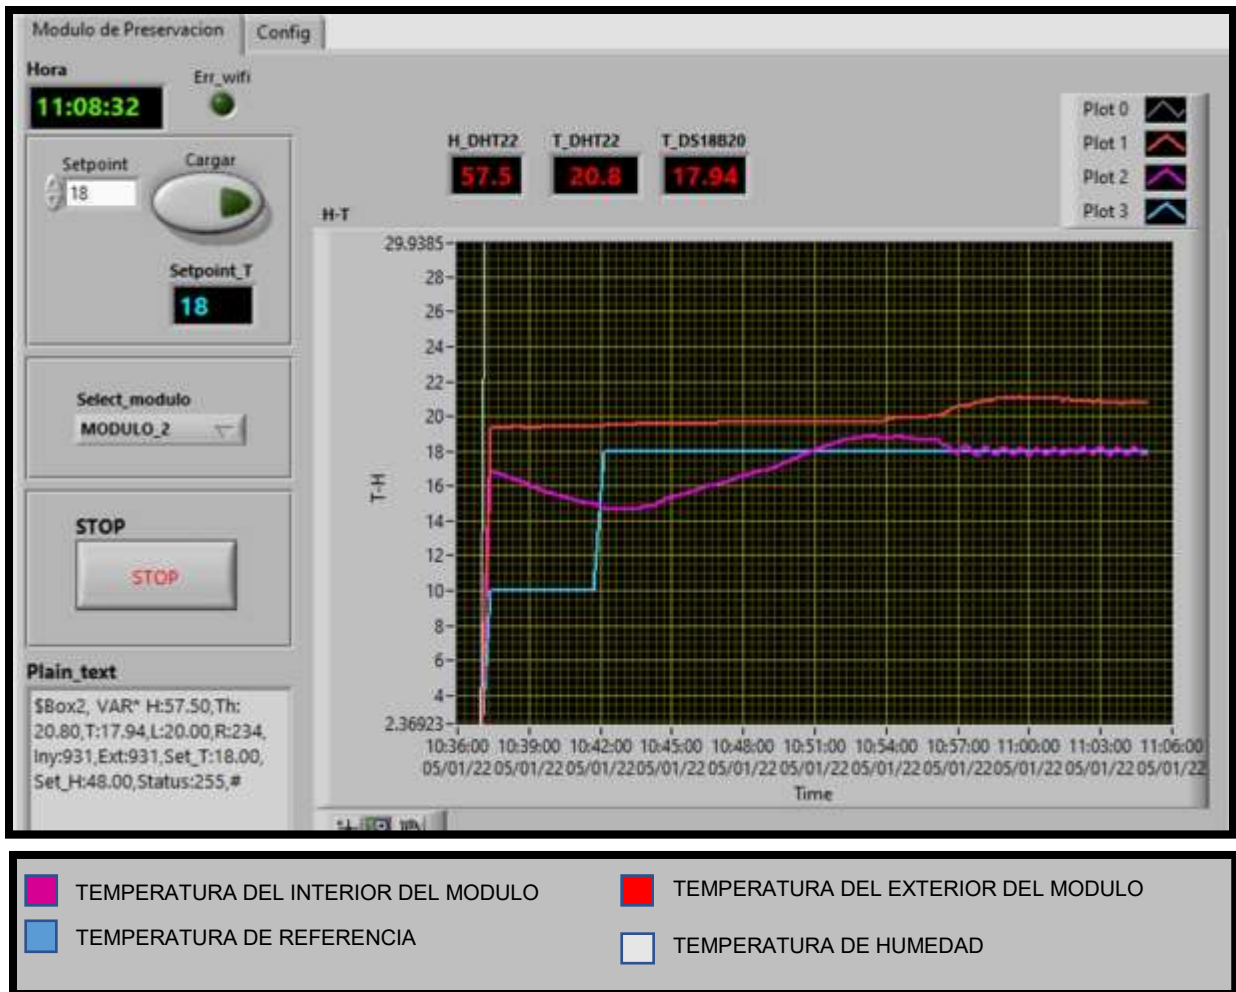 Modulo de Preservacion
Config
Hora
Err_wifi
11:08:32
Setpoint
Cargar
18
Setpoint_T
18
Select_modulo
MODULO_2
STOP
STOP
Plain_text
$Box2, VAR* H:57.50,Th:
20.80,T:17.94,L:20.00,R:234,
Iny:931,Ext:931,Set_T:18.00,
Set_H:48.00,Status:255,#
H_DHT22
T_DHT22
T_DS18B20
57.5
20.8
17.94
Plot 0
Plot 1
Plot 2
Plot 3
H-T
29.9385
28
26
24
22
20
18
16
14
12
10
8
6
4
2.36923
T-H
10:36:00 10:39:00 10:42:00 10:45:00 10:48:00 10:51:00 10:54:00 10:57:00 11:00:00 11:03:00 11:06:00
05/01/22 05/01/22 05/01/22 05/01/22 05/01/22 05/01/22 05/01/22 05/01/22 05/01/22 05/01/22 05/01/22
Time
TEMPERATURA DEL INTERIOR DEL MODULO
TEMPERATURA DEL EXTERIOR DEL MODULO
TEMPERATURA DE REFERENCIA
TEMPERATURA DE HUMEDAD